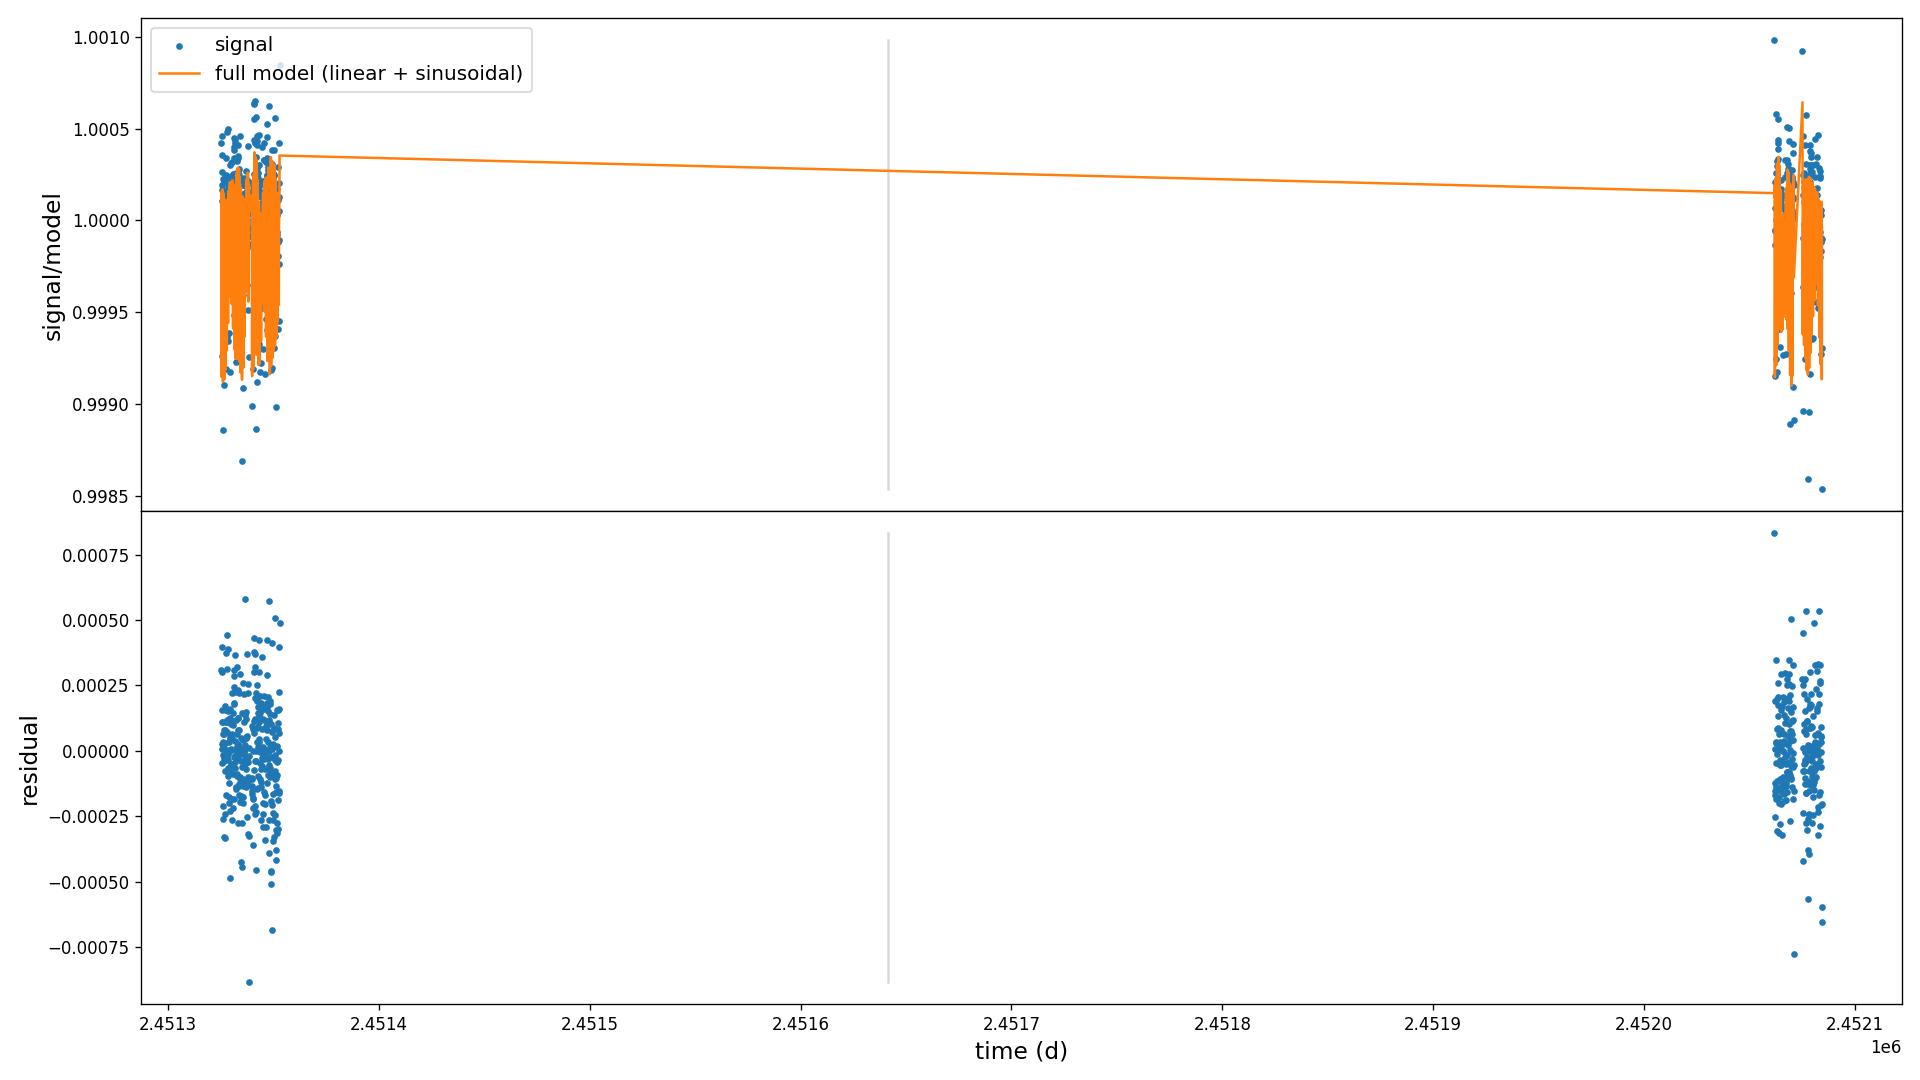 signal
full model (linear + sinusoidal)
1.0010
1.0005
1.0000
0.9995
0.9990
0.9985
signal/model
0.00075
0.00050
0.00025
0.00000
−0.00025
−0.00050
−0.00075
residual
2.4513 2.4514 2.4515 2.4516 2.4517 2.4518 2.4519 2.4520 2.4521
1e6
time (d)